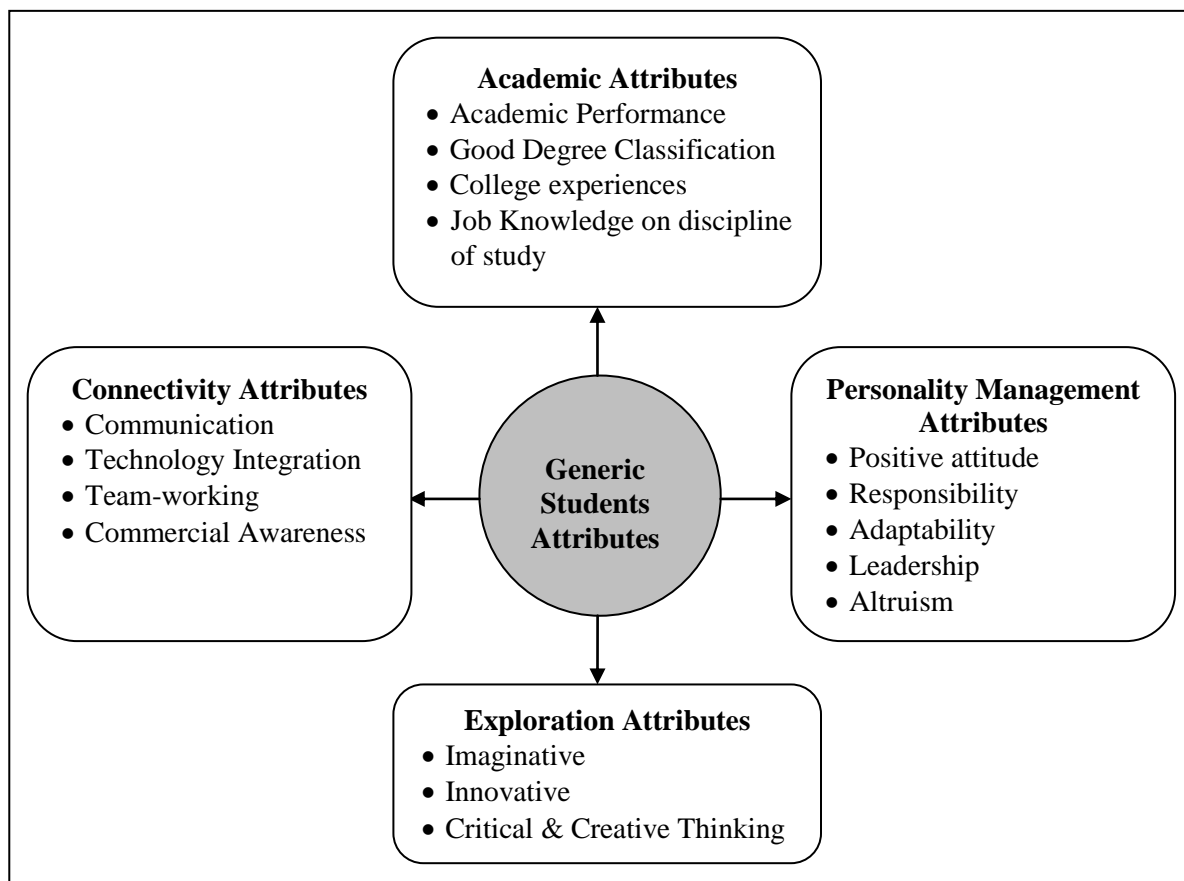 Academic Attributes
• Academic Performance
• Good Degree Classification
• College experiences
• Job Knowledge on discipline
of study
Connectivity Attributes
• Communication
• Technology Integration
• Team-working
• Commercial Awareness
Generic
Students
Attributes
Personality Management
Attributes
• Positive attitude
• Responsibility
• Adaptability
• Leadership
• Altruism
Exploration Attributes
• Imaginative
• Innovative
• Critical & Creative Thinking